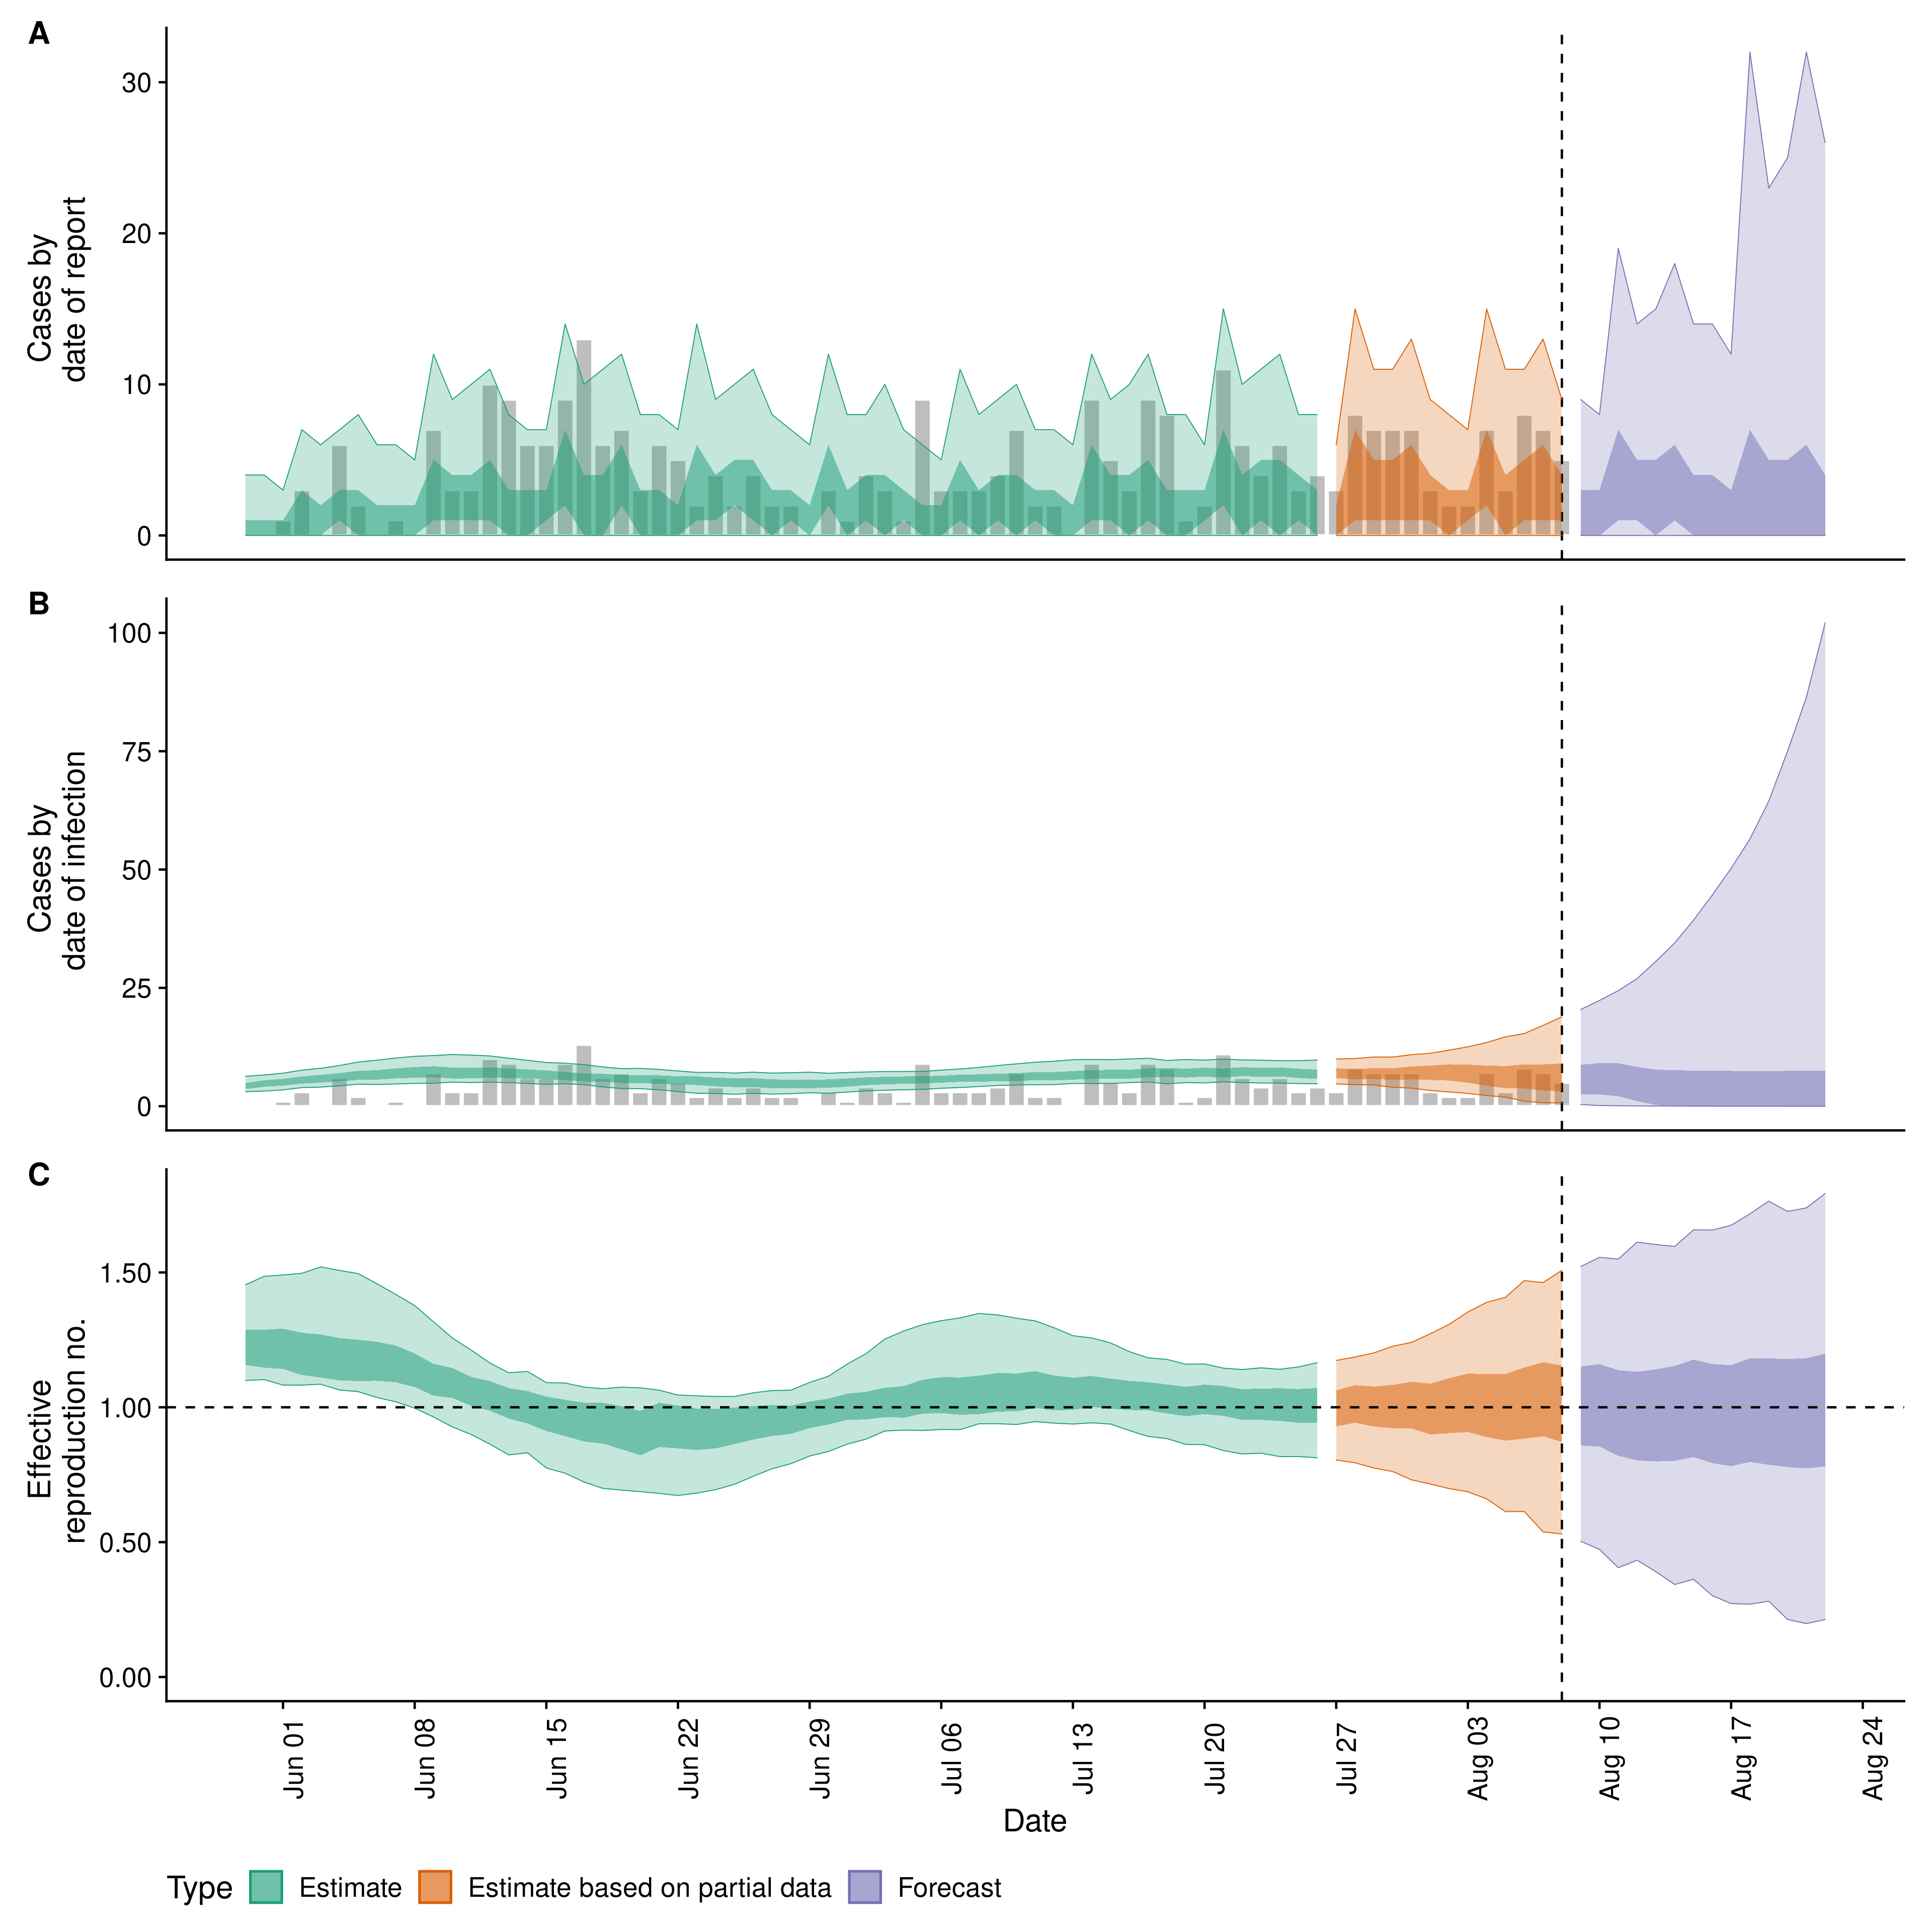 A
30
20
10
0
Cases by
date of report
B
100
75
50
25
0
Cases by
date of infection
C
1.50
1.00
0.50
0.00
Effective
reproduction no.
Jun 01
Jun 08
Jun 15
Jun 22
Jun 29
Jul 06
Jul 13
Jul 20
Jul 27
Aug 03
Aug 10
Aug 17
Aug 24
Date
Type Estimate Estimate based on partial data Forecast